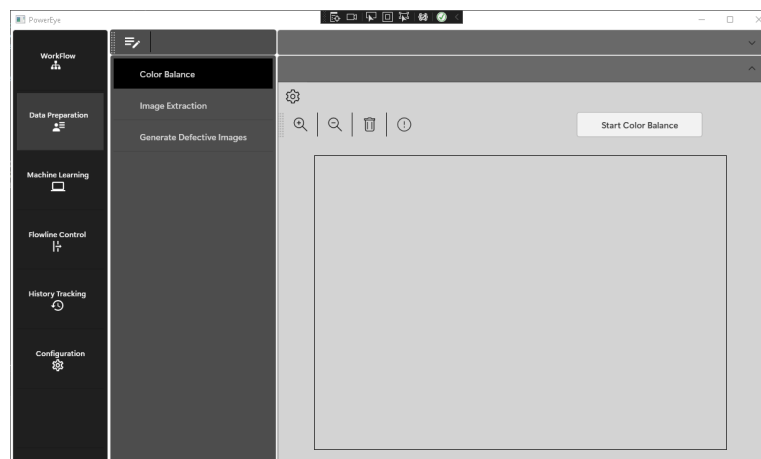 PowerEye
WorkFlow
Data Preparation
Machine Learning
Flowline Control
History Tracking
Configuration
Color Balance
Image Extraction
Generate Defective Images
Start Color Balance